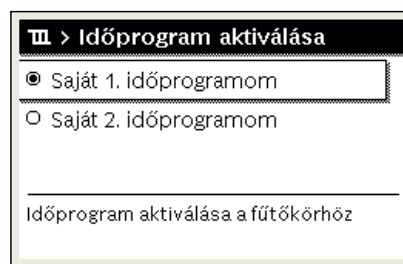 > Időprogram aktiválása
Saját 1. időprogramom
Saját 2. időprogramom
Időprogram aktiválása a fűtőkörhöz